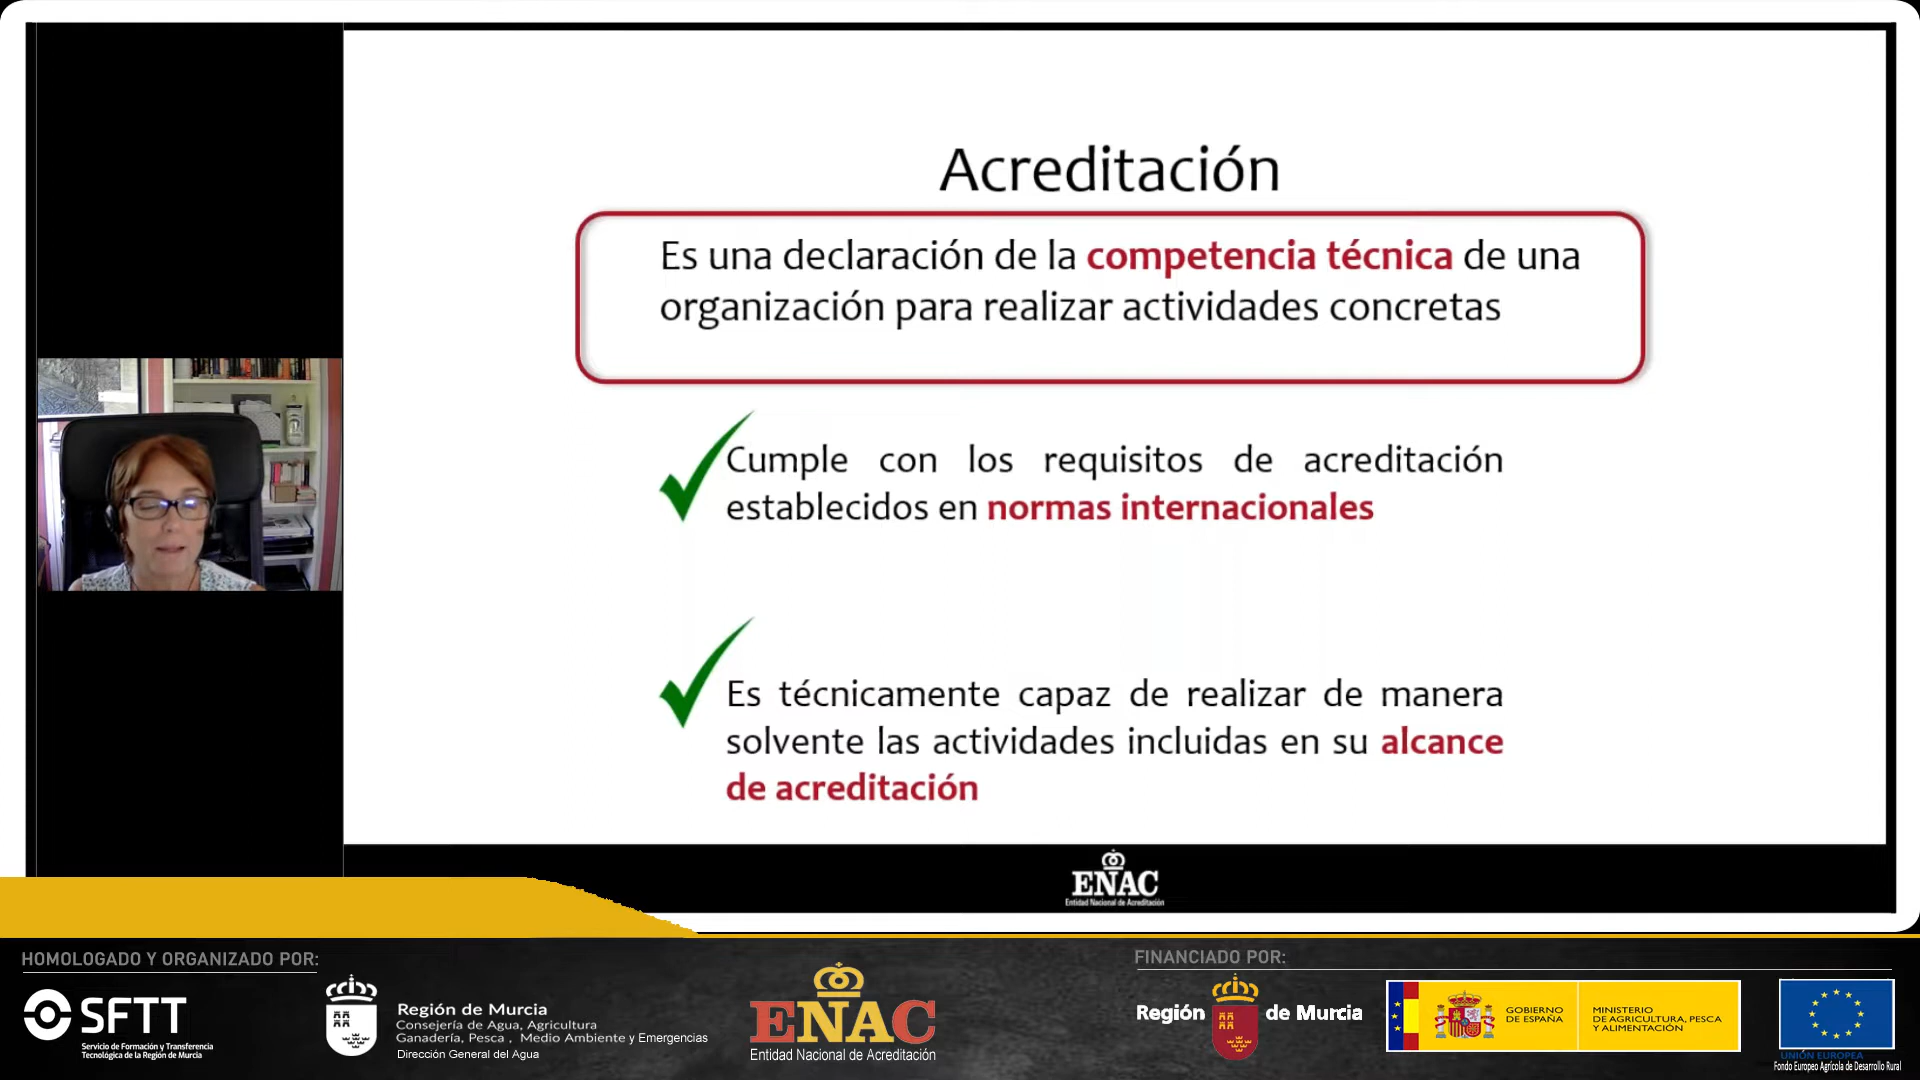 Acreditación
Es una declaración de la competencia técnica de una
organización para realizar actividades concretas
Cumple con los requisitos de acreditación
establecidos en normas internacionales
Es técnicamente capaz de realizar de manera
solvente las actividades incluidas en su alcance
de acreditación
ENAC
Entidad Nacional de Acreditación
HOMOLOGADO Y ORGANIZADO POR:
SFTT
Servicio de Formación y Transferencia
Tecnológica de la Región de Murcia
Región de Murcia
Consejería de Agua, Agricultura
Ganadería, Pesca , Medio Ambiente y Emergencias
Dirección General del Agua
ENAC
Entidad Nacional de Acreditación
FINANCIADO POR:
Región de Murcia
GOBIERNO
DE ESPAÑA
MINISTERIO
DE AGRICULTURA, PESCA
Y ALIMENTACIÓN
UNIÓN EUROPEA
Fondo Europeo Agrícola de Desarrollo Rural